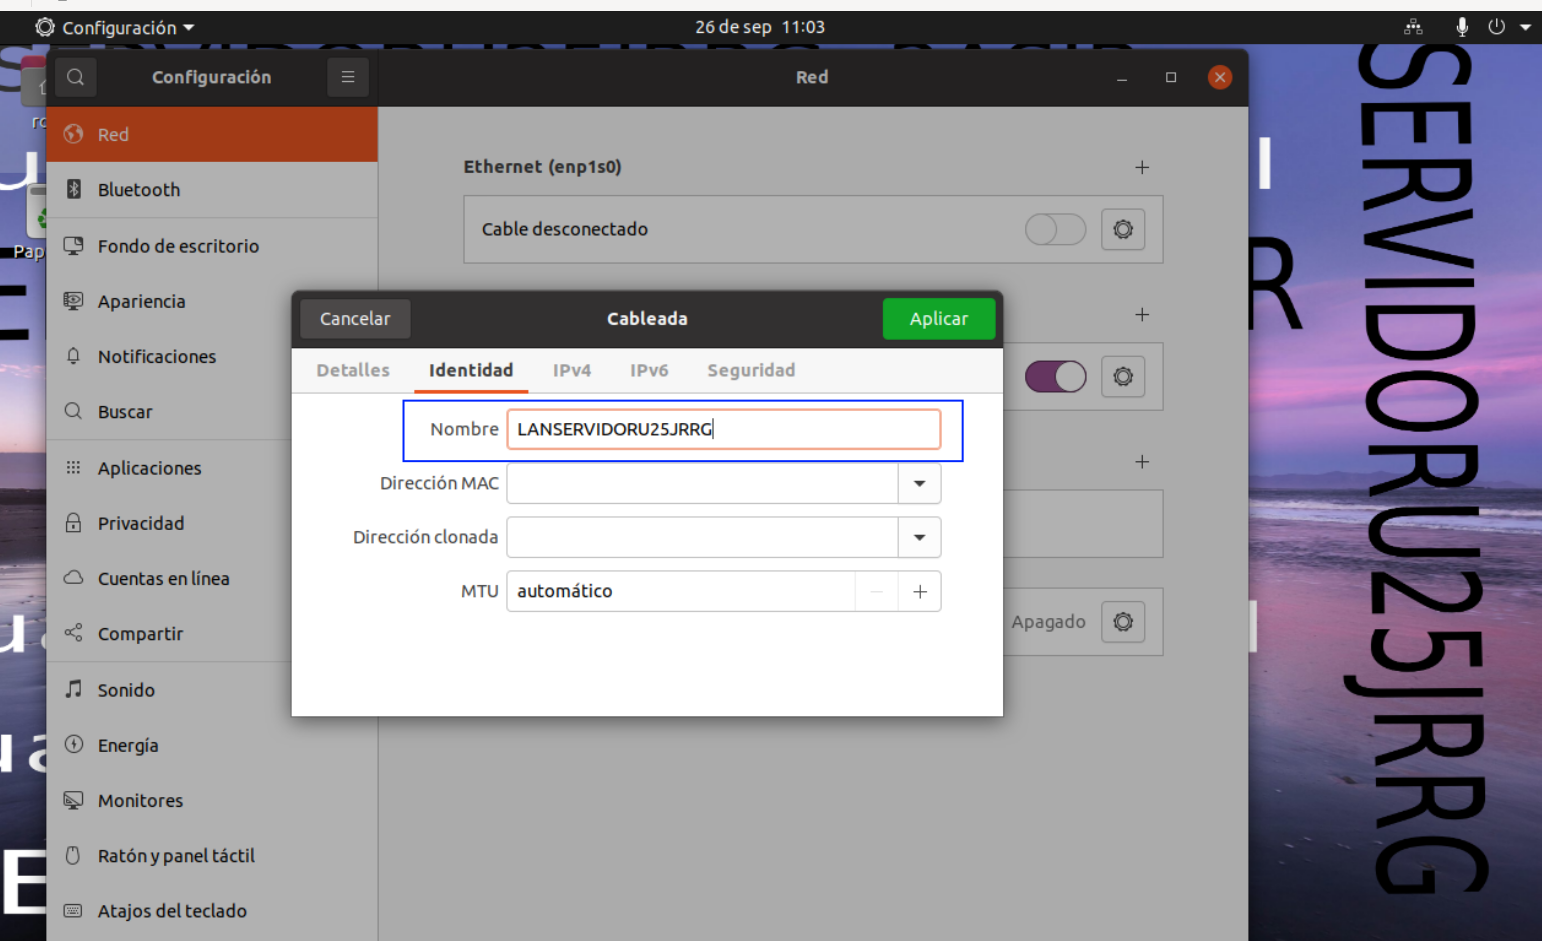 Configuración
26 de sep 11:03
Configuración
Red
Red
Bluetooth
Fondo de escritorio
Apariencia
Notificaciones
Buscar
Aplicaciones
Privacidad
Cuentas en línea
Compartir
Sonido
Energía
Monitores
Ratón y panel táctil
Atajos del teclado
Ethernet (enp1s0)
Cable desconectado
Cancelar
Cableada
Aplicar
Detalles
Identidad
IPv4
IPv6
Seguridad
Nombre
LANSERVIDORU25JRRG
Dirección MAC
Dirección clonada
MTU
automático
Apagado
SERVIDORU25JRRG